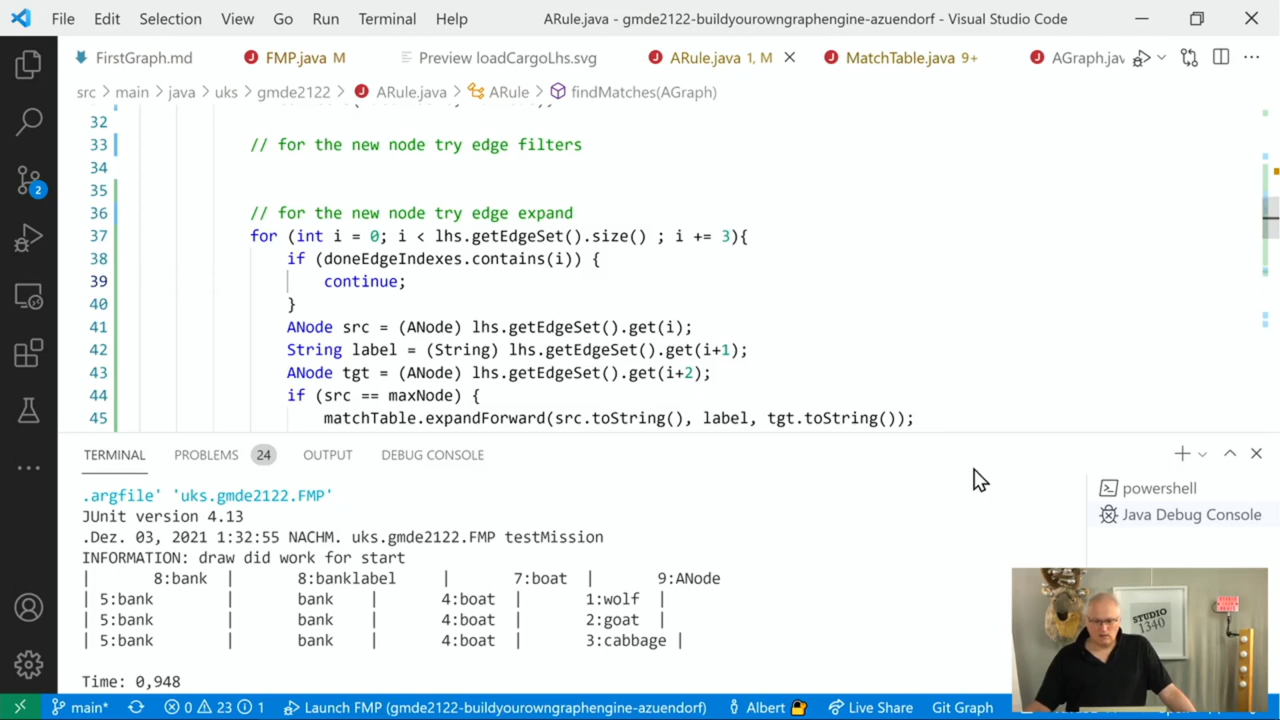 File Edit Selection View Go Run Terminal Help ARule.java - gmde2122-buildyourowngraphengine-azuendorf - Visual Studio Code
FirstGraph.md FMP.java M Preview loadCargoLhs.svg ARule.java 1, M MatchTable.java 9+ AGraph.jav
src > main > java > uks > gmde2122 > ARule.java > ARule > findMatches(AGraph)
32
33 // for the new node try edge filters
34
35
36 // for the new node try edge expand
37 for (int i = 0; i < lhs.getEdgeSet().size() ; i += 3){
38 if (doneEdgeIndexes.contains(i)) {
39 continue;
40 }
41 ANode src = (ANode) lhs.getEdgeSet().get(i);
42 String label = (String) lhs.getEdgeSet().get(i+1);
43 ANode tgt = (ANode) lhs.getEdgeSet().get(i+2);
44 if (src == maxNode) {
45 matchTable.expandForward(src.toString(), label, tgt.toString());
2
TERMINAL PROBLEMS 24 OUTPUT DEBUG CONSOLE
powershell
Java Debug Console
.argfile' 'uks.gmde2122.FMP'
JUnit version 4.13
.Dez. 03, 2021 1:32:55 NACHM. uks.gmde2122.FMP testMission
INFORMATION: draw did work for start
| 8:bank | 8:banklabel | 7:boat | 9:ANode
| 5:bank | bank | 4:boat | 1:wolf |
| 5:bank | bank | 4:boat | 2:goat |
| 5:bank | bank | 4:boat | 3:cabbage |
Time: 0,948
STUDIO
1340
main* 0 23 1 Launch FMP (gmde2122-buildyourowngraphengine-azuendorf) Albert Live Share Git Graph